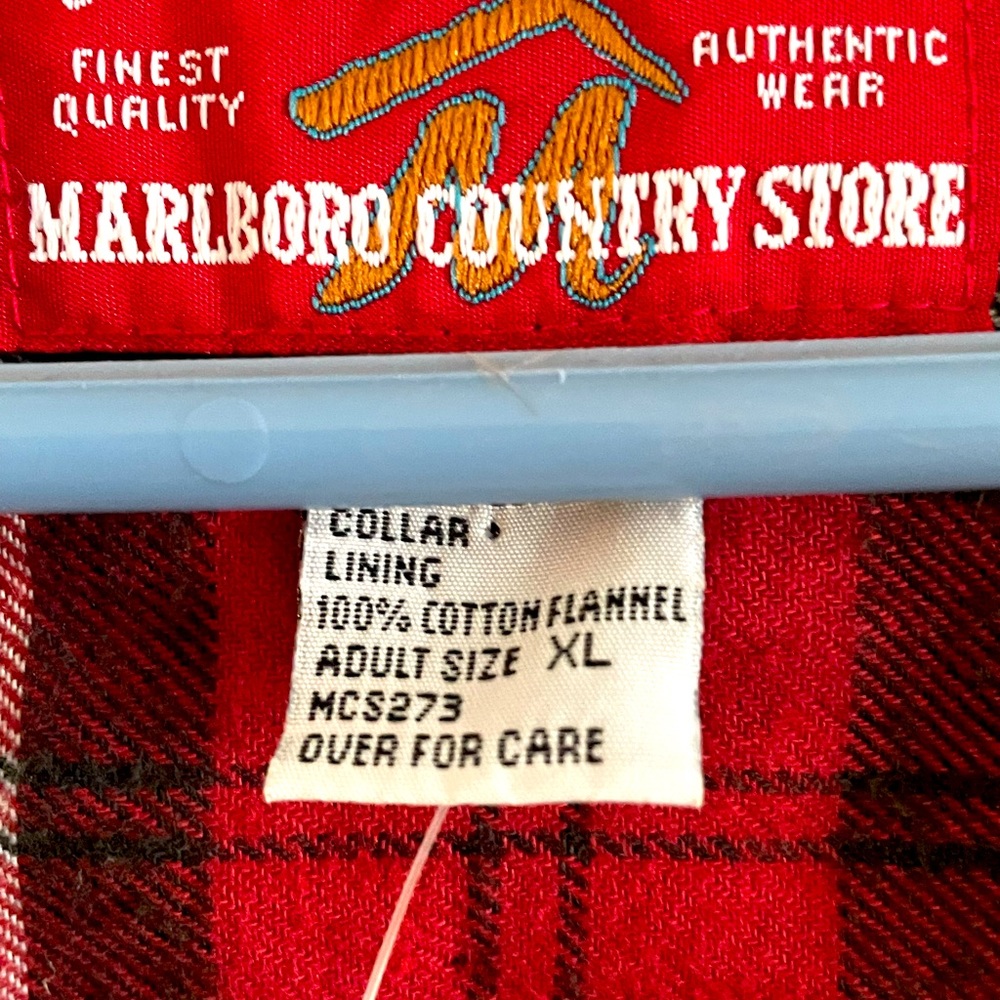 FINEST
QUALITY
AUTHENTIC
WEAR
M
MARLBORO COUNTRY STORE
COLLAR +
LINING
100% COTTON FLANNEL
ADULT SIZE XL
MCS273
OVER FOR CARE